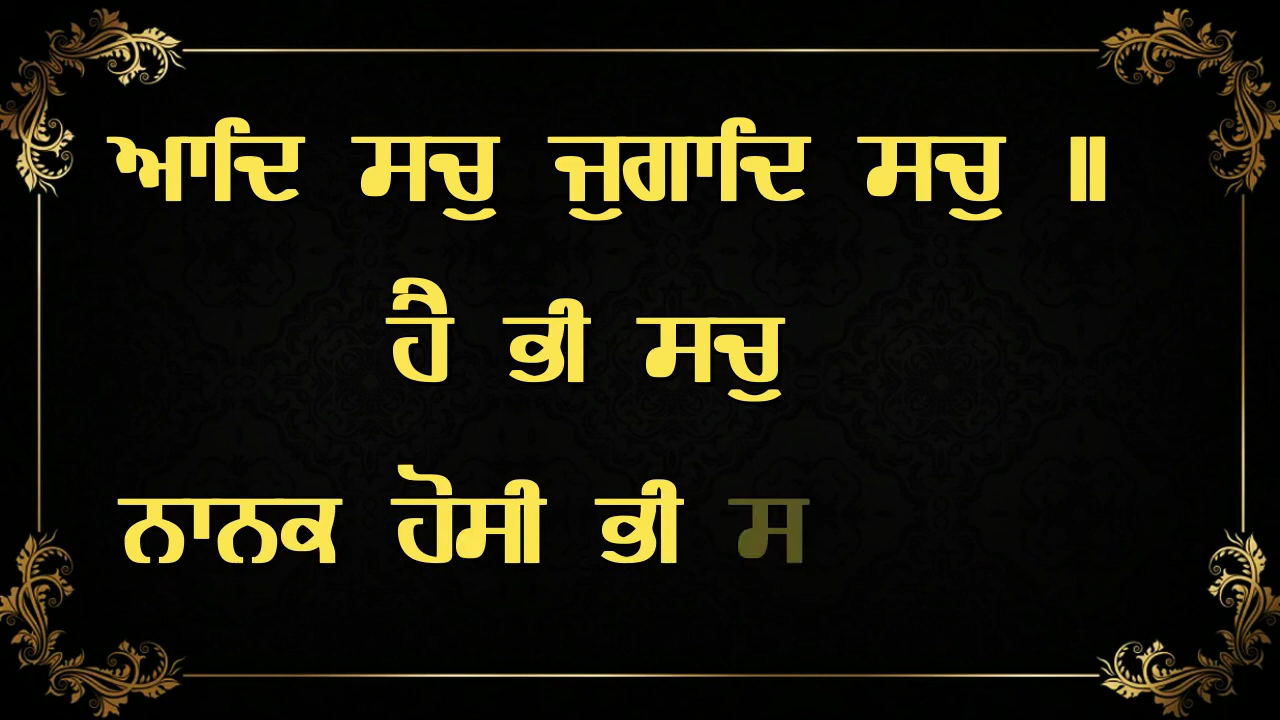 ਆਦਿ ਸਚੁ ਜੁਗਾਦਿ ਸਚੁ ॥
ਹੈ ਭੀ ਸਚੁ
ਨਾਨਕ ਹੋਸੀ ਭੀ ਸ